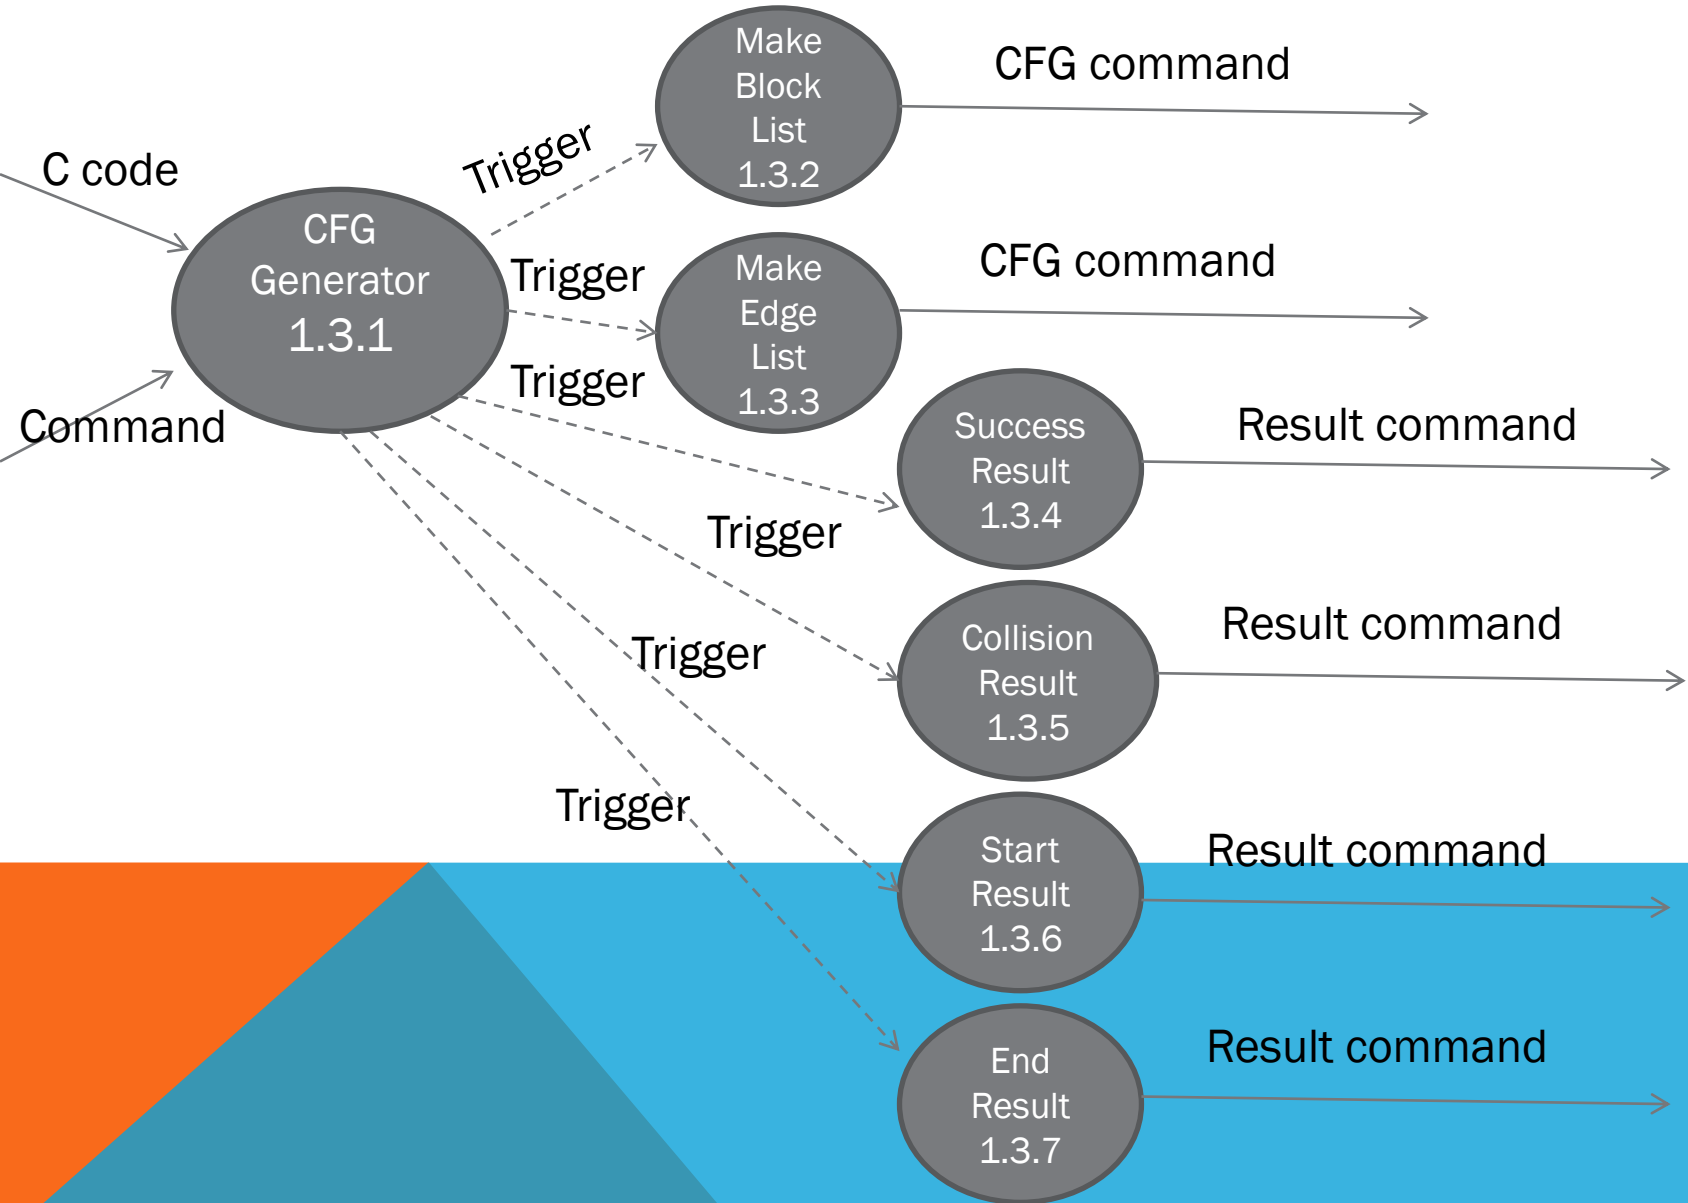 Make
Block
List
1.3.2
CFG command
C code
Trigger
CFG
Generator
1.3.1
Trigger
Make
Edge
List
1.3.3
CFG command
Command
Trigger
Success
Result
1.3.4
Result command
Trigger
Collision
Result
1.3.5
Result command
Trigger
Start
Result
1.3.6
Result command
Trigger
End
Result
1.3.7
Result command